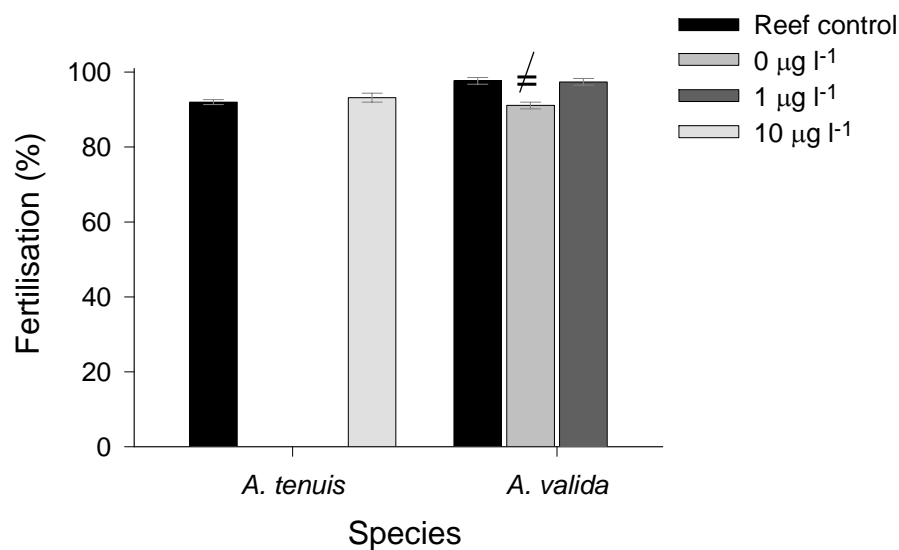 Reef control
0 μg l-1
1 μg l-1
10 μg l-1
Fertilisation (%)
100
80
60
40
20
0
≠
A. tenuis
A. valida
Species